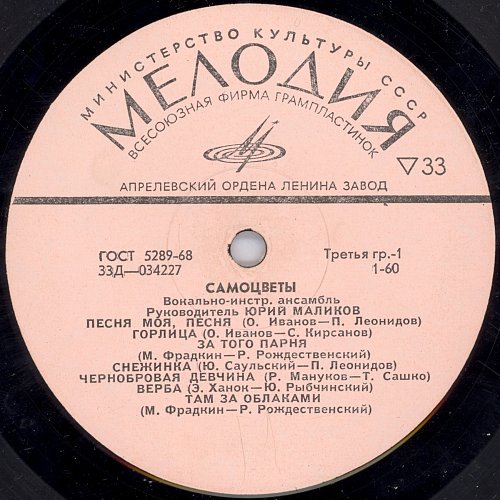 МИНИСТЕРСТВО КУЛЬТУРЫ СССР
МЕЛОДИЯ
ВСЕСОЮЗНАЯ ФИРМА ГРАМПЛАСТИНОК
▽33
АПРЕЛЕВСКИЙ ОРДЕНА ЛЕНИНА ЗАВОД
ГОСТ 5289-68 Третья гр.-1
33Д—034227 1-60
САМОЦВЕТЫ
Вокально-инстр. ансамбль
Руководитель ЮРИЙ МАЛИКОВ
ПЕСНЯ МОЯ, ПЕСНЯ (О. Иванов—П. Леонидов)
ГОРЛИЦА (О. Иванов—С. Кирсанов)
ЗА ТОГО ПАРНЯ
(М. Фрадкин—Р. Рождественский)
СНЕЖИНКА (Ю. Саульский—П. Леонидов)
ЧЕРНОБРОВАЯ ДЕВЧИНА (Р. Мануков—Т. Сашко)
ВЕРБА (Э. Ханок—Ю. Рыбчинский)
ТАМ ЗА ОБЛАКАМИ
(М. Фрадкин—Р. Рождественский)